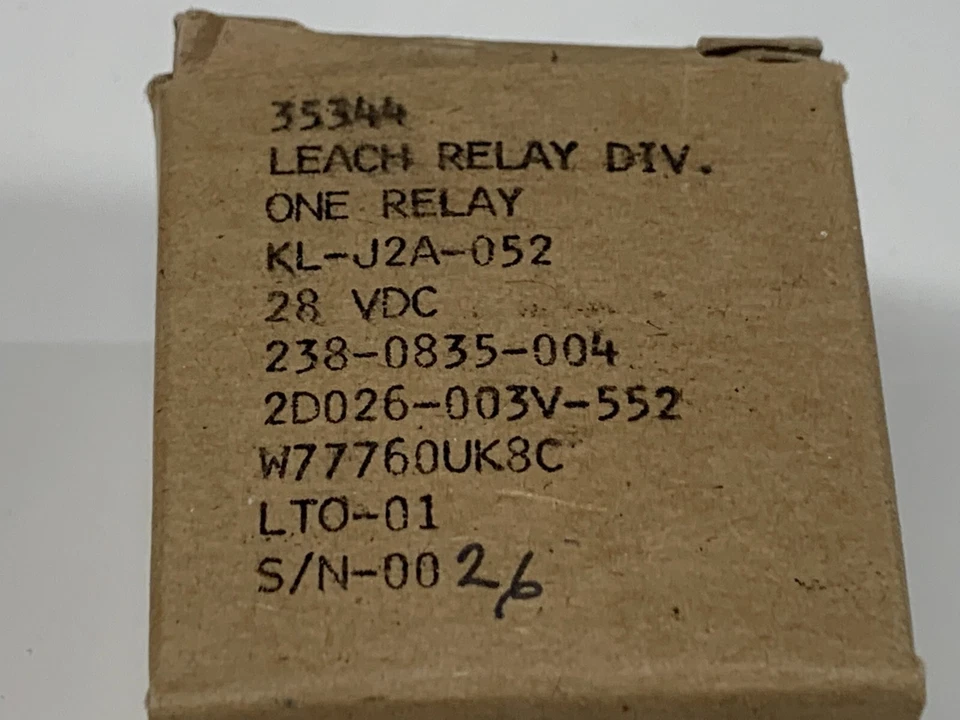 35344
LEACH RELAY DIV.
ONE RELAY
KL-J2A-052
28 VDC
238-0835-004
2D026-003V-552
W77760UK8C
LTO-01
S/N-0026